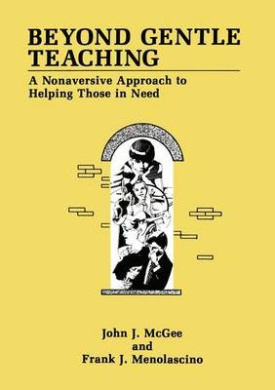 BEYOND GENTLE
TEACHING
A Nonaversive Approach to
Helping Those in Need
John J. McGee
and
Frank J. Menolascino